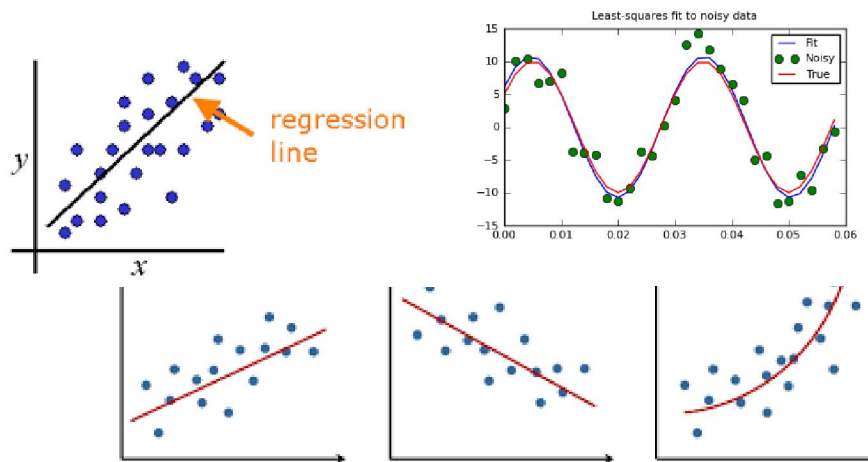 y
x
regression
line
Least-squares fit to noisy data
15
10
5
0
−5
−10
−15
0.00 0.01 0.02 0.03 0.04 0.05 0.06
Fit
Noisy
True